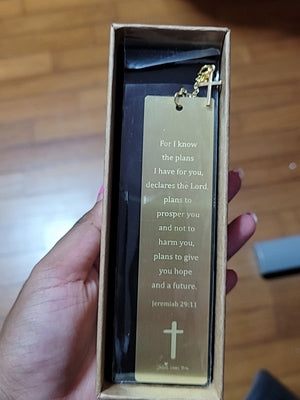 For I know
the plans
I have for you,
declares the Lord,
plans to
prosper you
and not to
harm you,
plans to give
you hope
and a future.
Jeremiah 29:11